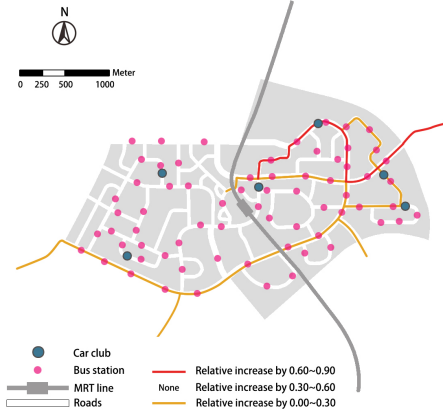 N
Meter
0 250 500 1000
Car club
Bus station
Relative increase by 0.60~0.90
MRT line
None Relative increase by 0.30~0.60
Roads
Relative increase by 0.00~0.30